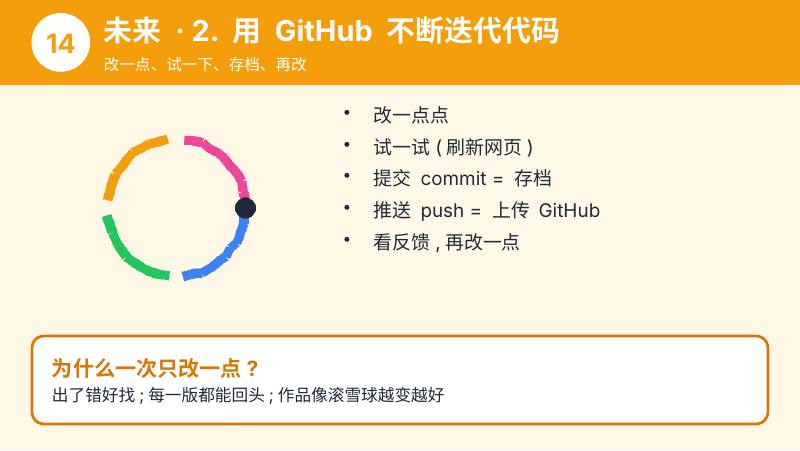 14
未来 · 2. 用 GitHub 不断迭代代码
改一点、试一下、存档、再改
• 改一点点
• 试一试 ( 刷新网页 )
• 提交 commit = 存档
• 推送 push = 上传 GitHub
• 看反馈 , 再改一点
为什么一次只改一点 ?
出了错好找 ; 每一版都能回头 ; 作品像滚雪球越变越好